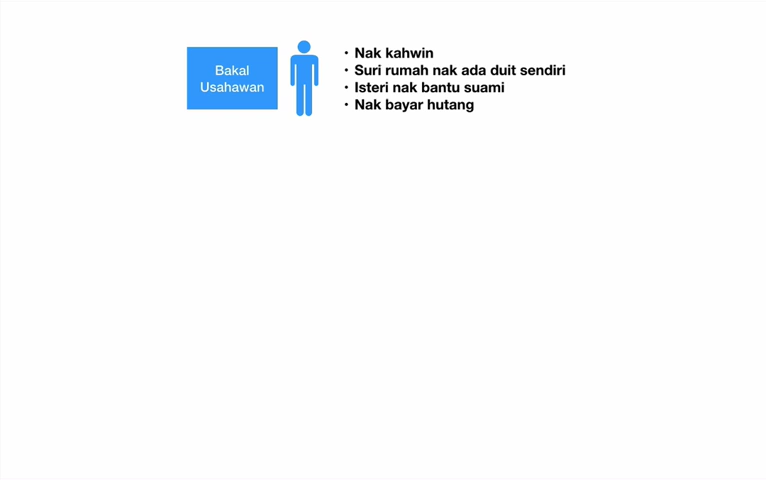 Bakal
Usahawan
• Nak kahwin
• Suri rumah nak ada duit sendiri
• Isteri nak bantu suami
• Nak bayar hutang